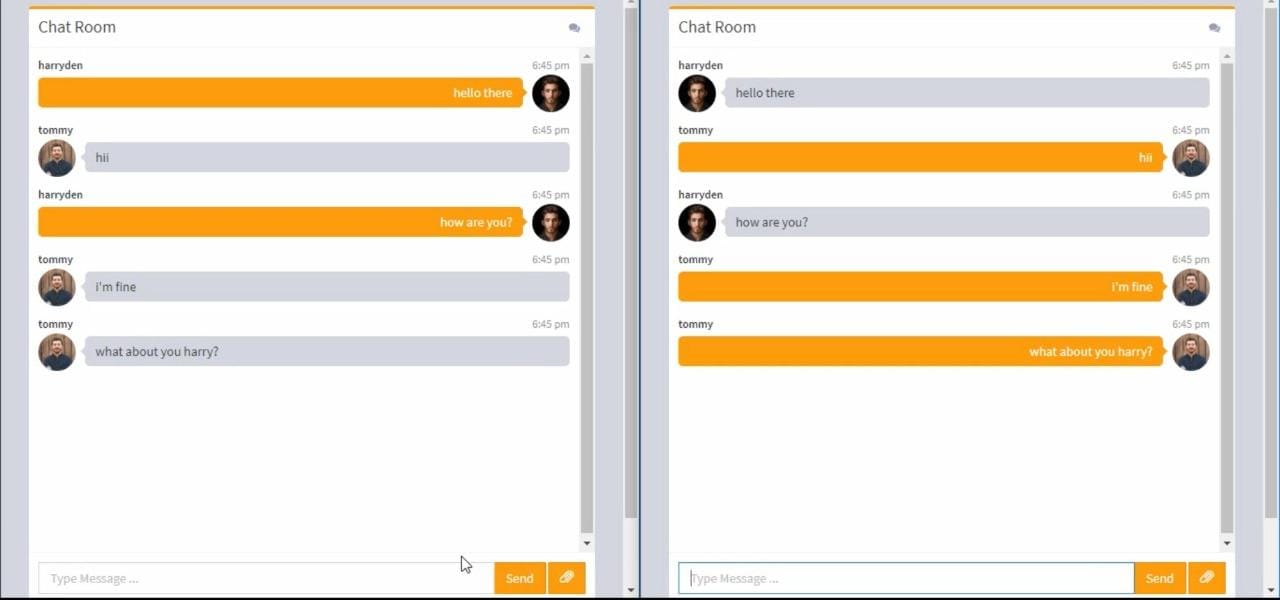 Chat Room
harryden 6:45 pm
hello there
tommy 6:45 pm
hii
harryden 6:45 pm
how are you?
tommy 6:45 pm
i'm fine
tommy 6:45 pm
what about you harry?
Type Message ... Send
Chat Room
harryden 6:45 pm
hello there
tommy 6:45 pm
hii
harryden 6:45 pm
how are you?
tommy 6:45 pm
i'm fine
tommy 6:45 pm
what about you harry?
Type Message ... Send